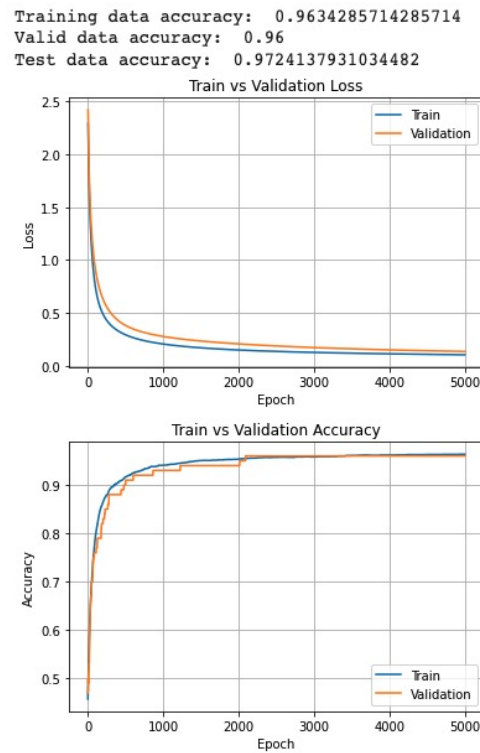 Training data accuracy:  0.9634285714285714
Valid data accuracy:  0.96
Test data accuracy:  0.9724137931034482
Train vs Validation Loss
2.5
2.0
1.5
1.0
0.5
0.0
Loss
Train
Validation
0 1000 2000 3000 4000 5000
Epoch
Train vs Validation Accuracy
0.9
0.8
0.7
0.6
0.5
Accuracy
Train
Validation
0 1000 2000 3000 4000 5000
Epoch